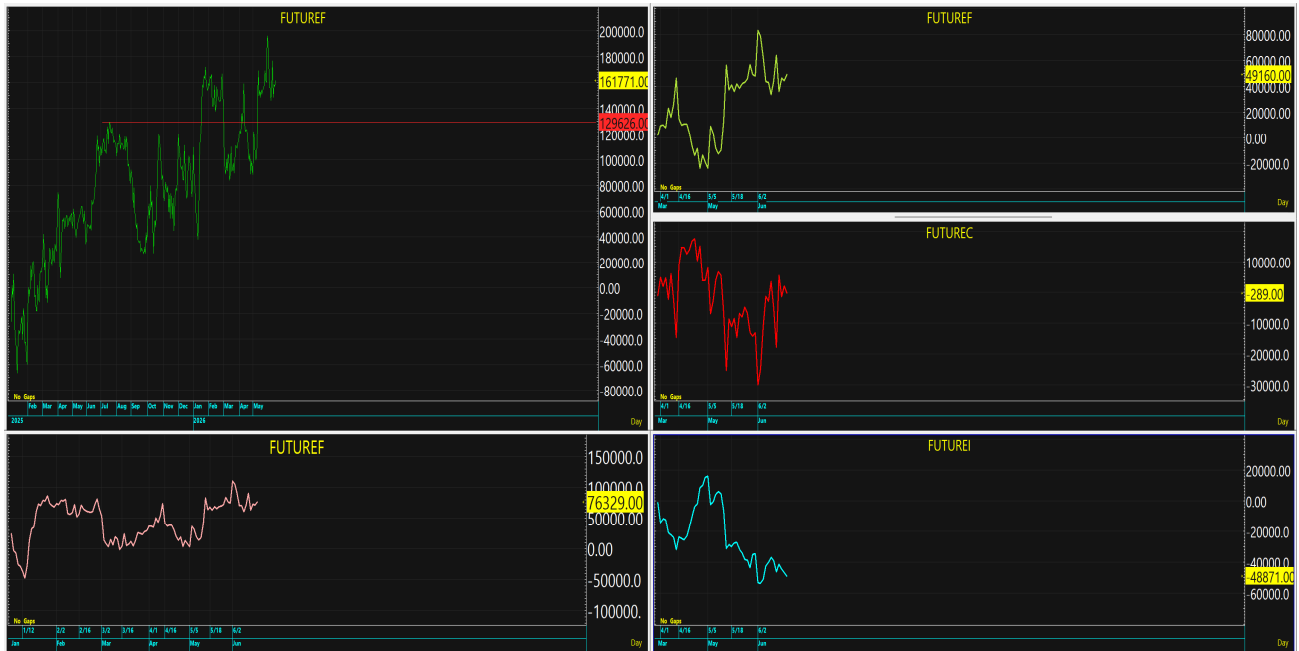 FUTUREF
200000.0
180000.0
161771.00
140000.0
129626.00
120000.0
100000.0
80000.00
60000.00
40000.00
20000.00
0.00
-20000.0
-40000.0
-60000.0
-80000.0
No Gaps
Feb Mar Apr May Jun Jul Aug Sep Oct Nov Dec Jan Feb Mar Apr May
2025 2026
Day
FUTUREF
80000.00
60000.00
49160.00
40000.00
20000.00
0.00
-20000.0
No Gaps
4/1 4/16 5/5 5/18 6/2
Mar May Jun
Day
FUTUREC
10000.00
-289.00
-10000.0
-20000.0
-30000.0
No Gaps
4/1 4/16 5/5 5/18 6/2
Mar May Jun
Day
FUTUREF
150000.0
100000.0
76329.00
50000.00
0.00
-50000.0
-100000.
No Gaps
1/12 2/2 2/16 3/2 3/16 4/1 4/16 5/5 5/18 6/2
Jan Feb Mar Apr May Jun
Day
FUTUREI
20000.00
0.00
-20000.0
-40000.0
-48871.00
-60000.0
No Gaps
4/1 4/16 5/5 5/18 6/2
Mar May Jun
Day